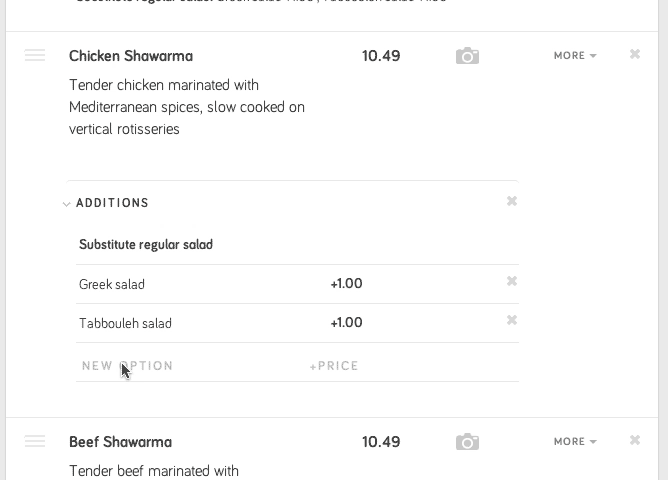 Chicken Shawarma 10.49 MORE
Tender chicken marinated with
Mediterranean spices, slow cooked on
vertical rotisseries
ADDITIONS
Substitute regular salad
Greek salad +1.00
Tabbouleh salad +1.00
NEW OPTION +PRICE
Beef Shawarma 10.49 MORE
Tender beef marinated with